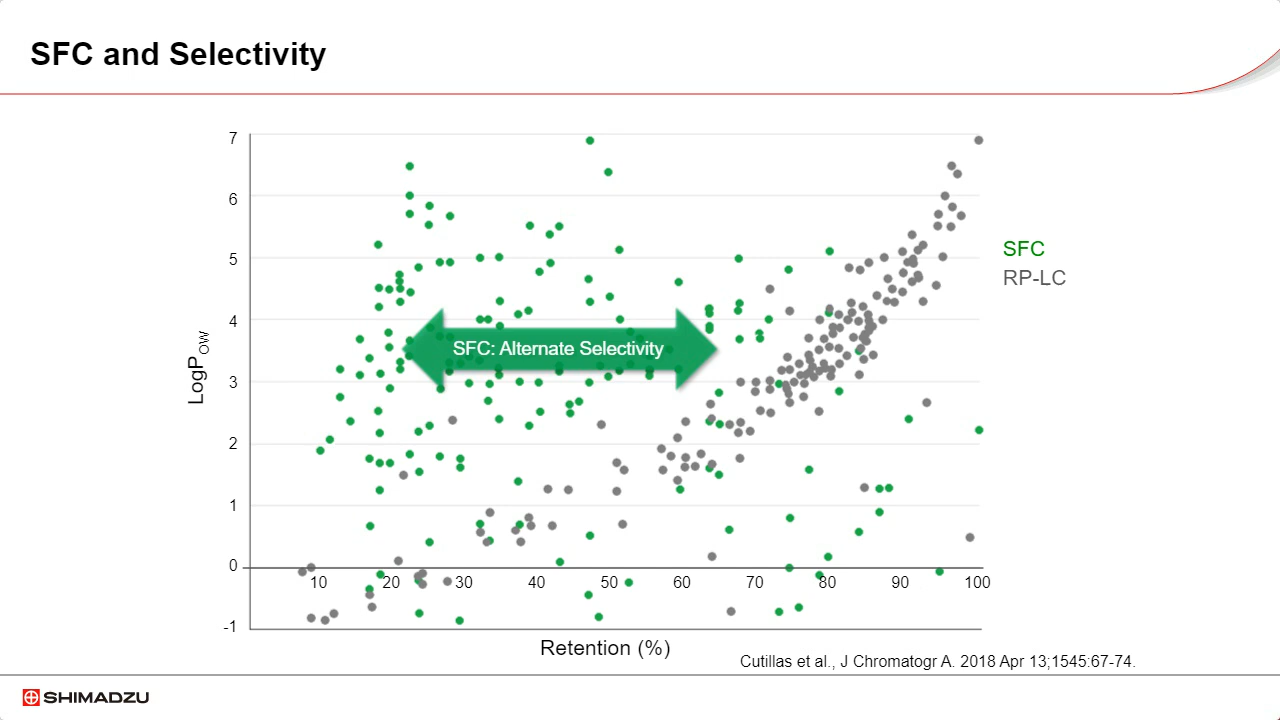 SFC and Selectivity
7
6
5
4
3
2
1
0
-1
LogPOW
SFC: Alternate Selectivity
SFC
RP-LC
10 20 30 40 50 60 70 80 90 100
Retention (%)
Cutillas et al., J Chromatogr A. 2018 Apr 13;1545:67-74.
SHIMADZU